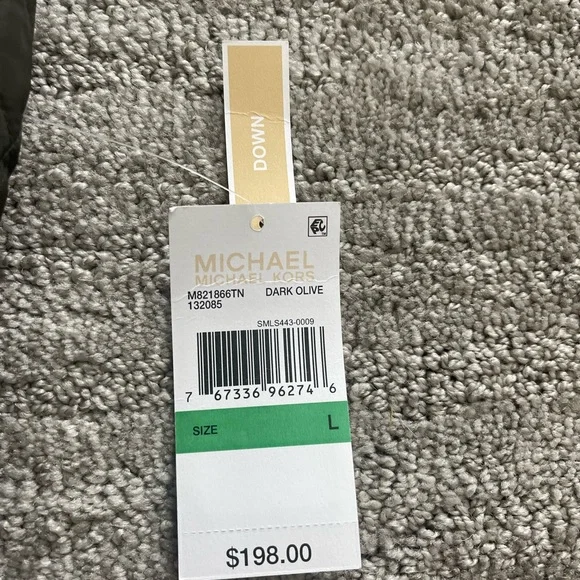 DOWN
MICHAEL
MICHAEL KORS
M821866TN DARK OLIVE
132085
SMLS443-0009
7 67336 96274 6
SIZE L
$198.00